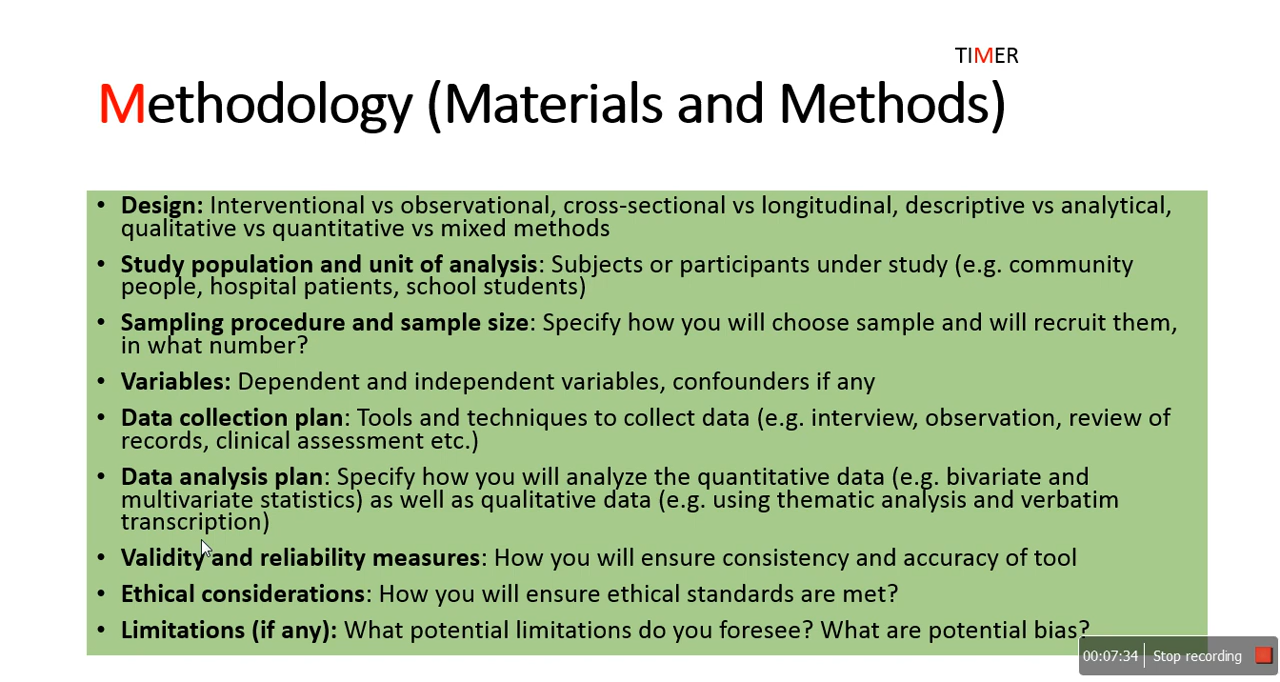 TIMER
Methodology (Materials and Methods)
• Design: Interventional vs observational, cross-sectional vs longitudinal, descriptive vs analytical,
qualitative vs quantitative vs mixed methods
• Study population and unit of analysis: Subjects or participants under study (e.g. community
people, hospital patients, school students)
• Sampling procedure and sample size: Specify how you will choose sample and will recruit them,
in what number?
• Variables: Dependent and independent variables, confounders if any
• Data collection plan: Tools and techniques to collect data (e.g. interview, observation, review of
records, clinical assessment etc.)
• Data analysis plan: Specify how you will analyze the quantitative data (e.g. bivariate and
multivariate statistics) as well as qualitative data (e.g. using thematic analysis and verbatim
transcription)
• Validity and reliability measures: How you will ensure consistency and accuracy of tool
• Ethical considerations: How you will ensure ethical standards are met?
• Limitations (if any): What potential limitations do you foresee? What are potential bias?
00:07:34 Stop recording